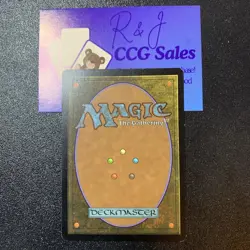 R & J
CCG Sales
MAGIC
The Gathering
DECKMASTER